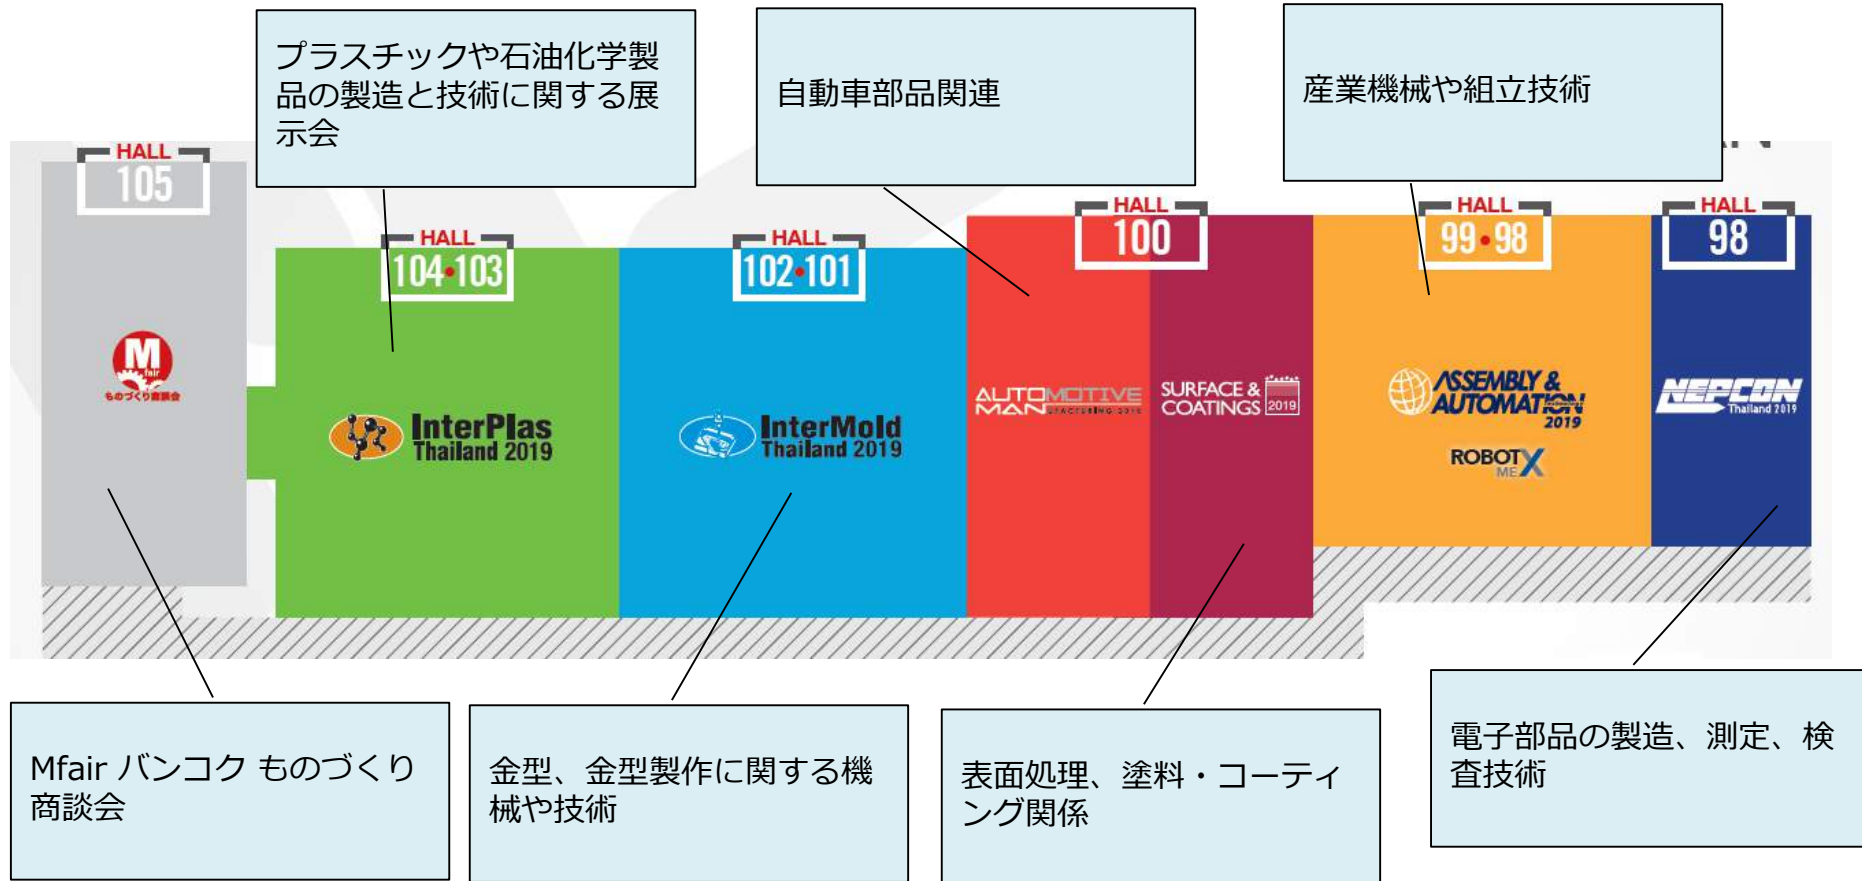 プラスチックや石油化学製
品の製造と技術に関する展
示会
自動車部品関連
産業機械や組立技術
HALL
105
HALL
104•103
HALL
102•101
HALL
100
HALL
99•98
HALL
98
M
fair
ものづくり商談会
InterPlas
Thailand 2019
InterMold
Thailand 2019
AUTOMOTIVE
MANUFACTURING 2019
SURFACE &
COATINGS 2019
ASSEMBLY &
AUTOMATION
2019
ROBOT X
ME
NEPCON
Thailand 2019
Mfair バンコク ものづくり
商談会
金型、金型製作に関する機
械や技術
表面処理、塗料・コーティ
ング関係
電子部品の製造、測定、検
査技術